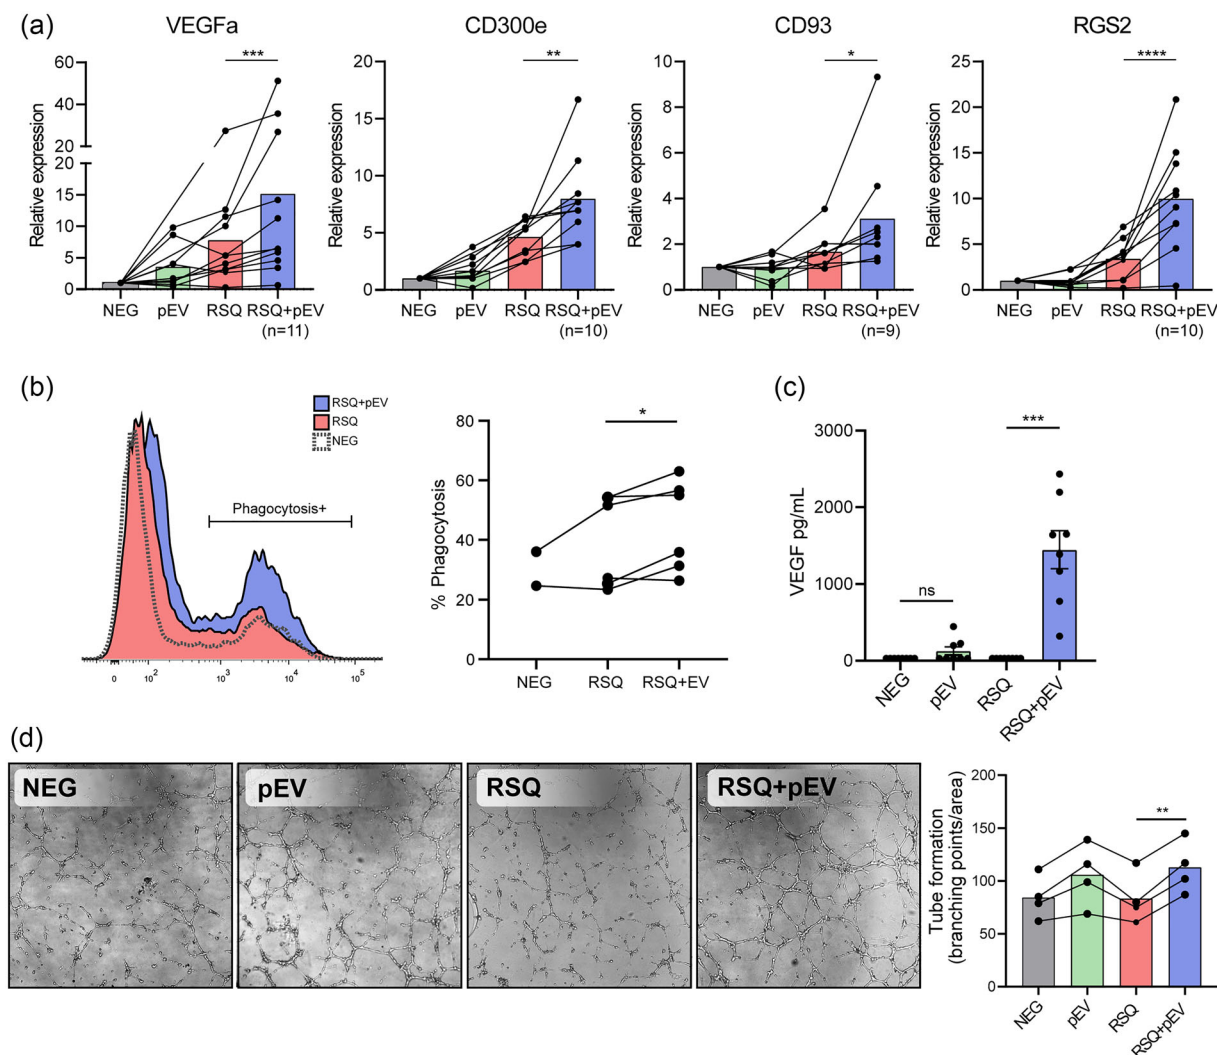 (a)
VEGFa
CD300e
CD93
RGS2
***
**
*
****
Relative expression
60
40
20
20
15
10
5
0
NEG pEV RSQ RSQ+pEV
(n=11)
Relative expression
20
15
10
5
0
NEG pEV RSQ RSQ+pEV
(n=10)
Relative expression
10
8
6
4
2
0
NEG pEV RSQ RSQ+pEV
(n=9)
Relative expression
25
20
15
10
5
0
NEG pEV RSQ RSQ+pEV
(n=10)
(b)
RSQ+pEV
RSQ
NEG
Phagocytosis+
0 10² 10³ 10⁴ 10⁵
*
% Phagocytosis
80
60
40
20
0
NEG RSQ RSQ+EV
(c)
***
ns
VEGF pg/mL
3000
2000
1000
0
NEG pEV RSQ RSQ+pEV
(d)
NEG
pEV
RSQ
RSQ+pEV
**
Tube formation
(branching points/area)
200
150
100
50
0
NEG pEV RSQ RSQ+pEV